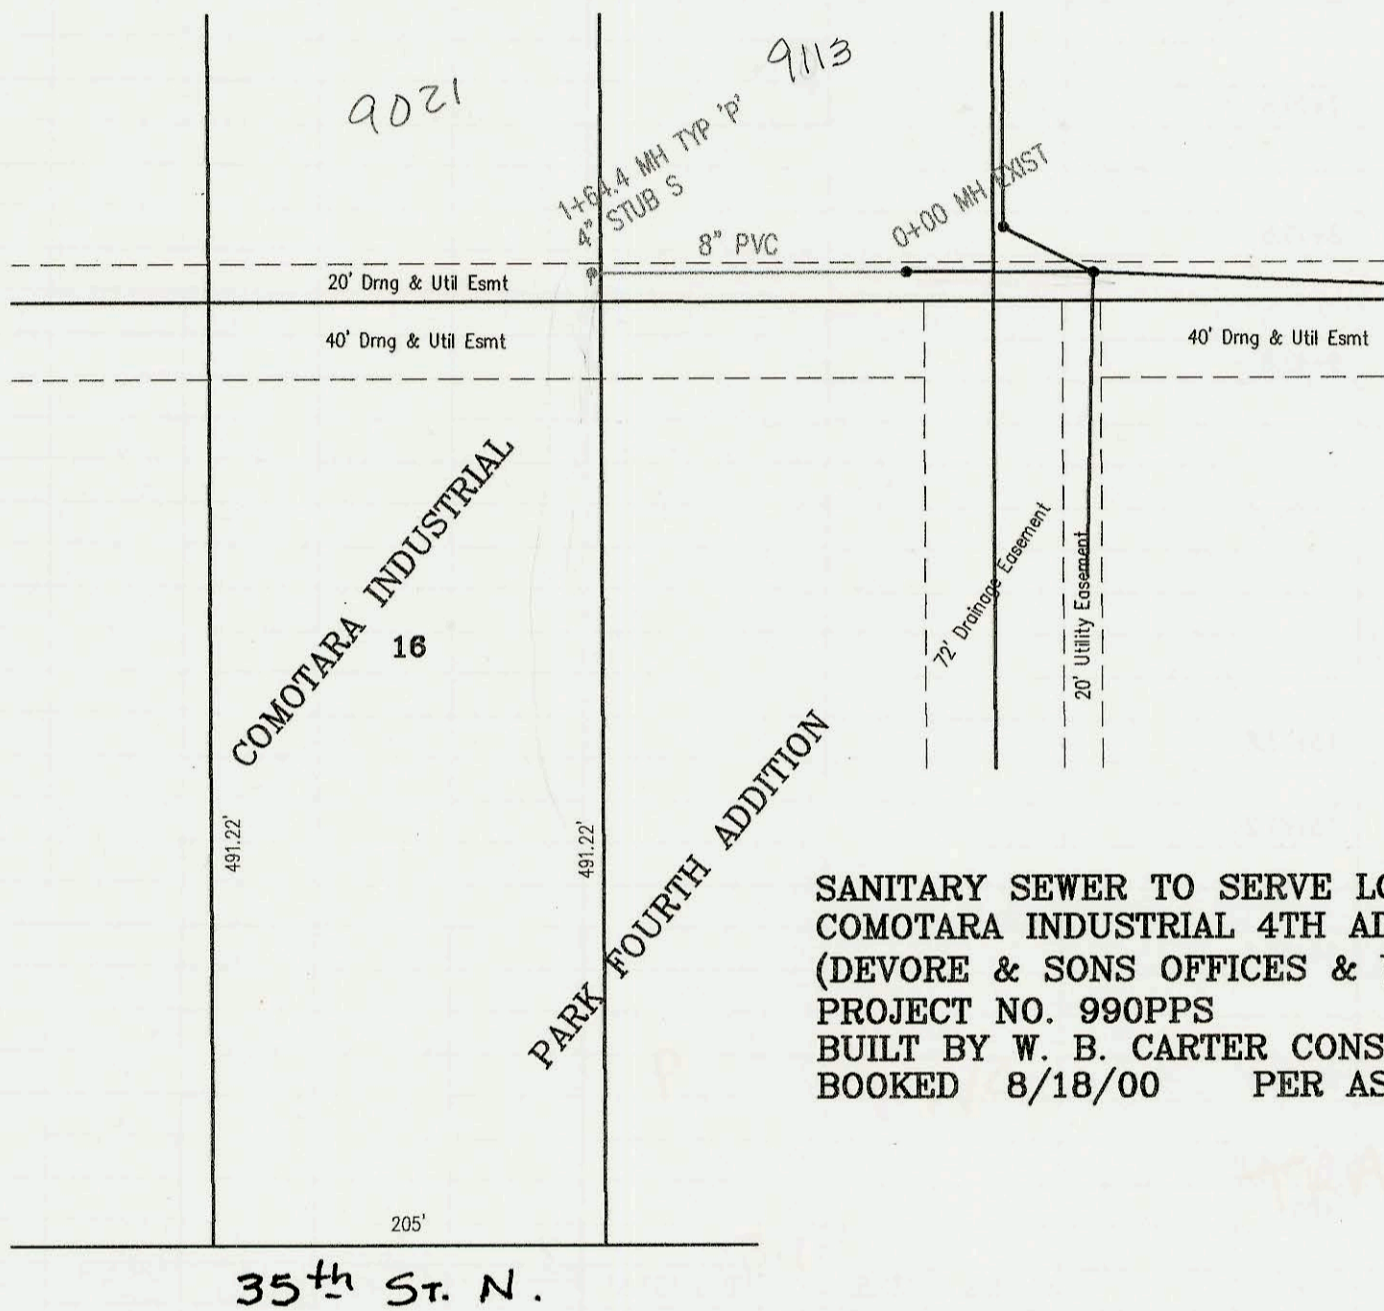 9021
9113
1+64.4 MH TYP 'P'
4" STUB S
8" PVC
0+00 MH EXIST
20' Drng & Util Esmt
40' Drng & Util Esmt
40' Drng & Util Esmt
COMOTARA INDUSTRIAL
16
72' Drainage Easement
20' Utility Easement
PARK FOURTH ADDITION
491.22'
491.22'
SANITARY SEWER TO SERVE
COMOTARA INDUSTRIAL 4TH
(DEVORE & SONS OFFICES &
PROJECT NO. 990PPS
BUILT BY W. B. CARTER CONS
BOOKED 8/18/00 PER AS
205'
35th ST. N.